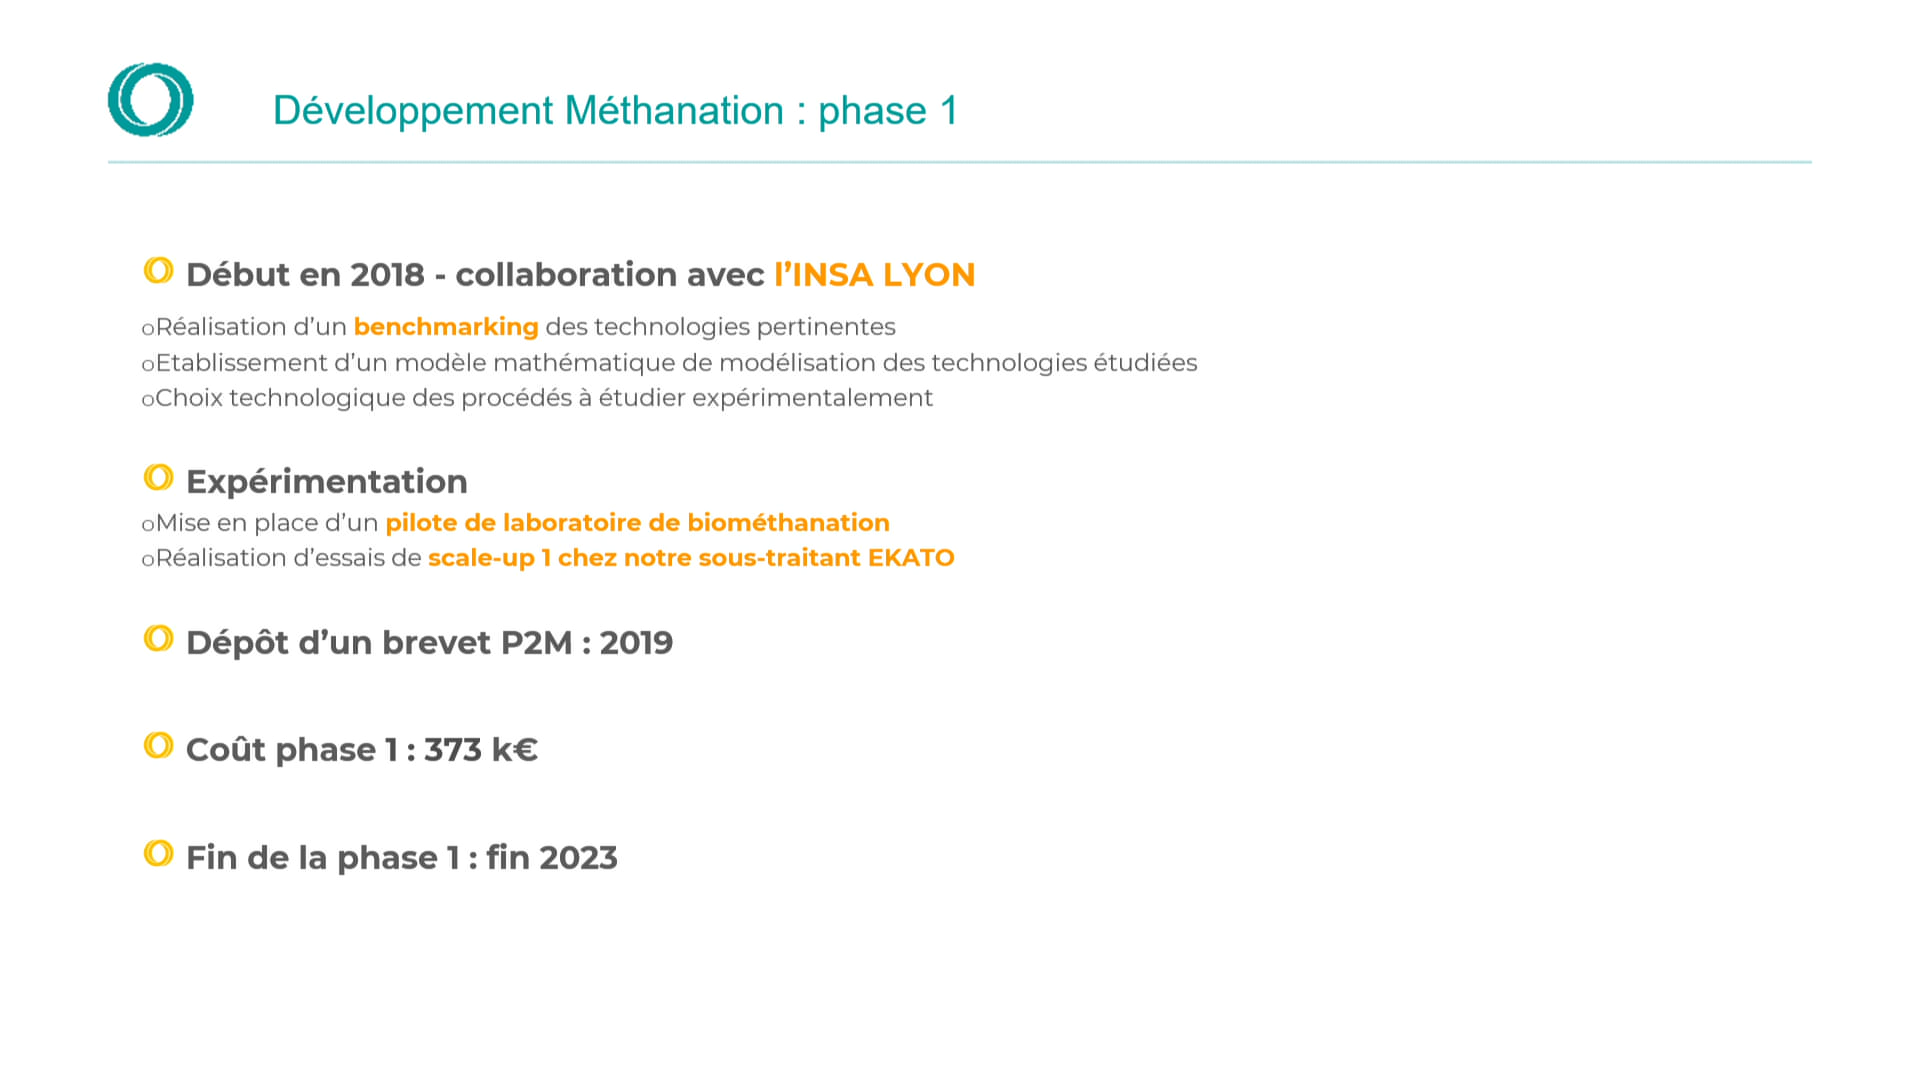 Développement Méthanation : phase 1
Début en 2018 - collaboration avec l’INSA LYON
oRéalisation d’un benchmarking des technologies pertinentes
oEtablissement d’un modèle mathématique de modélisation des technologies étudiées
oChoix technologique des procédés à étudier expérimentalement
Expérimentation
oMise en place d’un pilote de laboratoire de biométhanation
oRéalisation d’essais de scale-up 1 chez notre sous-traitant EKATO
Dépôt d’un brevet P2M : 2019
Coût phase 1 : 373 k€
Fin de la phase 1 : fin 2023